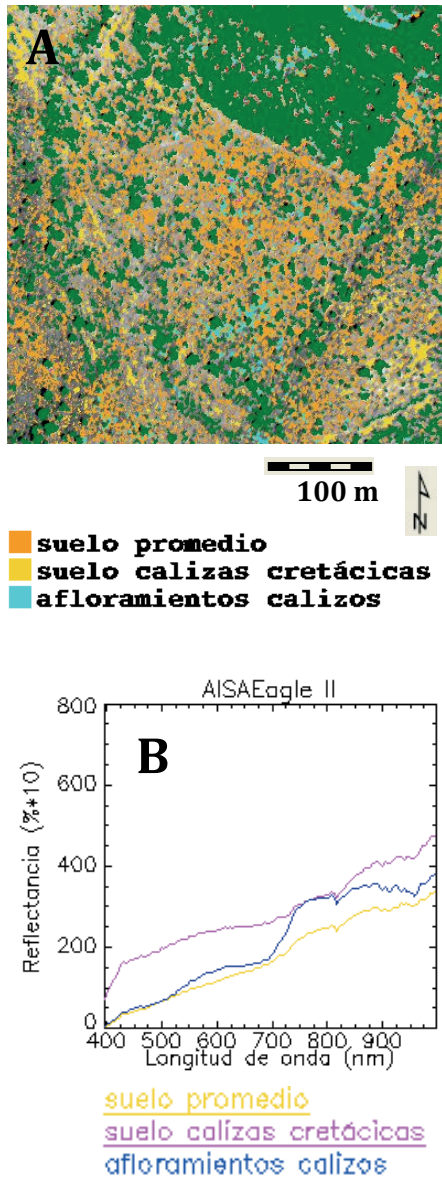 A
100 m
N
suelo promedio
suelo calizas cretácicas
afloramientos calizos
AISAEagle II
B
Reflectancia (%*10)
800
600
400
200
0
400 500 600 700 800 900
Longitud de onda (nm)
suelo promedio
suelo calizas cretácicas
afloramientos calizos